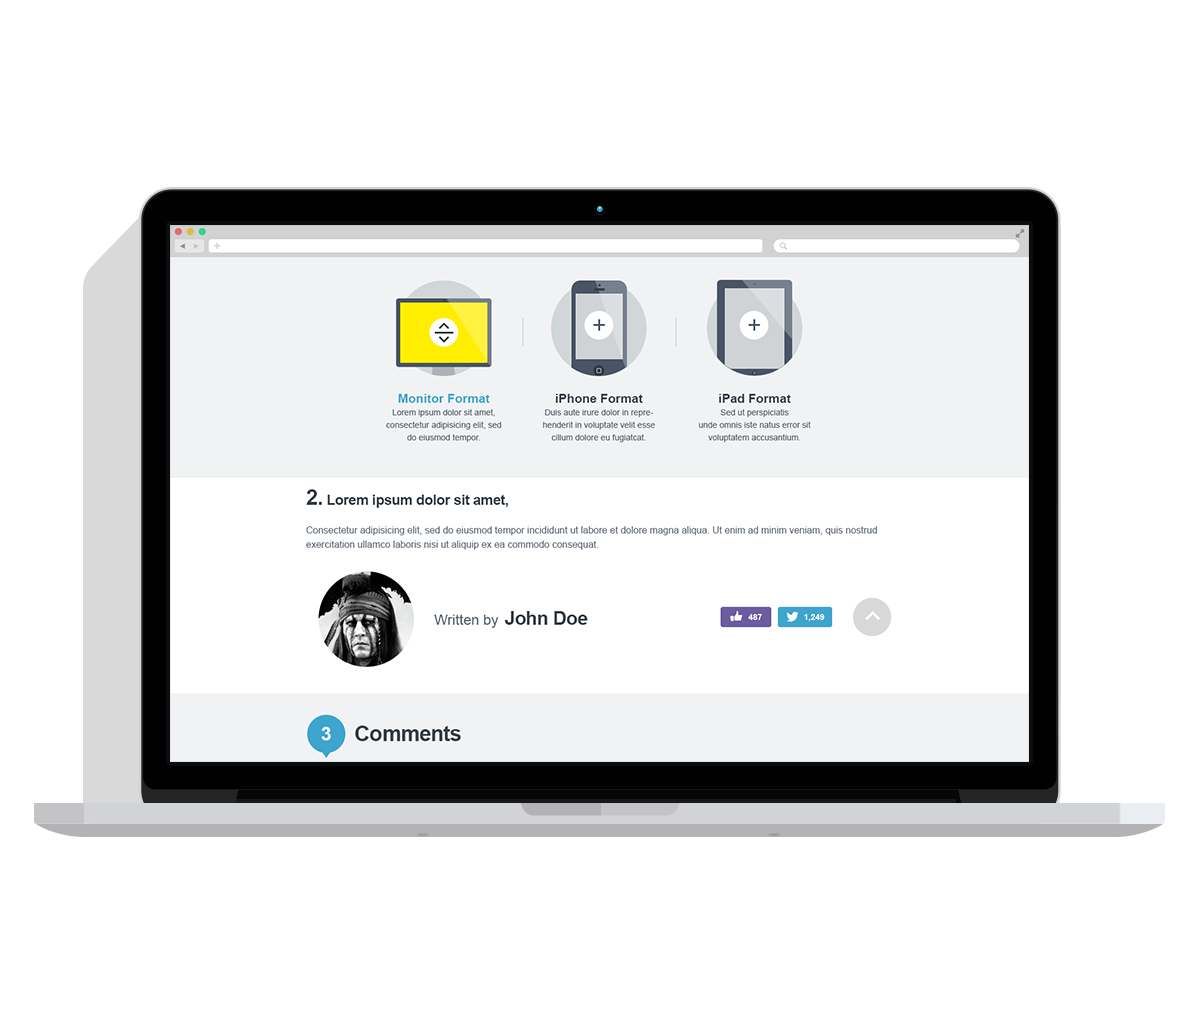 Monitor Format
Lorem ipsum dolor sit amet,
consectetur adipisicing elit, sed
do eiusmod tempor.
iPhone Format
Duis aute irure dolor in repre-
henderit in voluptate velit esse
cillum dolore eu fugiatcat.
iPad Format
Sed ut perspiciatis
unde omnis iste natus error sit
voluptatem accusantium.
2. Lorem ipsum dolor sit amet,
Consectetur adipisicing elit, sed do eiusmod tempor incididunt ut labore et dolore magna aliqua. Ut enim ad minim veniam, quis nostrud
exercitation ullamco laboris nisi ut aliquip ex ea commodo consequat.
Written by John Doe
487
1,249
3 Comments